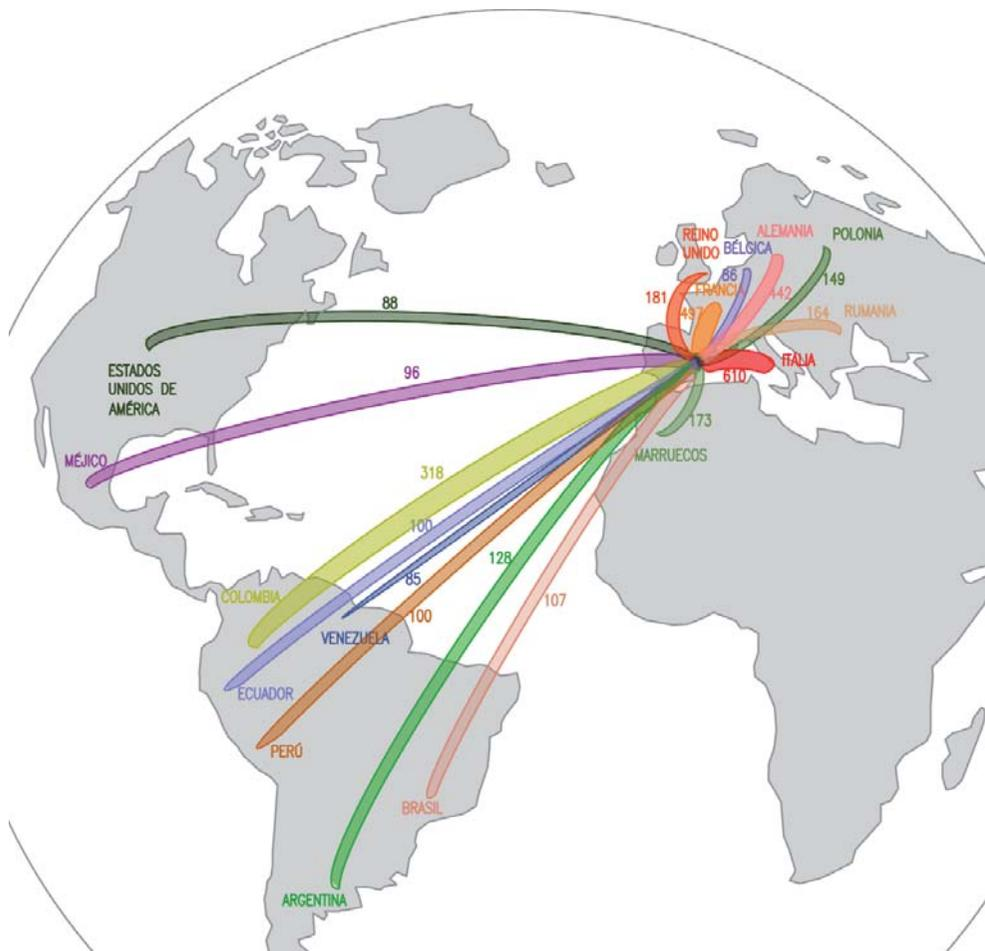 REINO
UNIDO
BÉLGICA
ALEMANIA
POLONIA
86
FRANCIA
442
149
181
497
164
RUMANIA
88
ITALIA
610
ESTADOS
UNIDOS DE
AMÉRICA
96
173
MARRUECOS
MÉJICO
318
100
128
85
COLOMBIA
107
100
VENEZUELA
ECUADOR
PERÚ
BRASIL
ARGENTINA